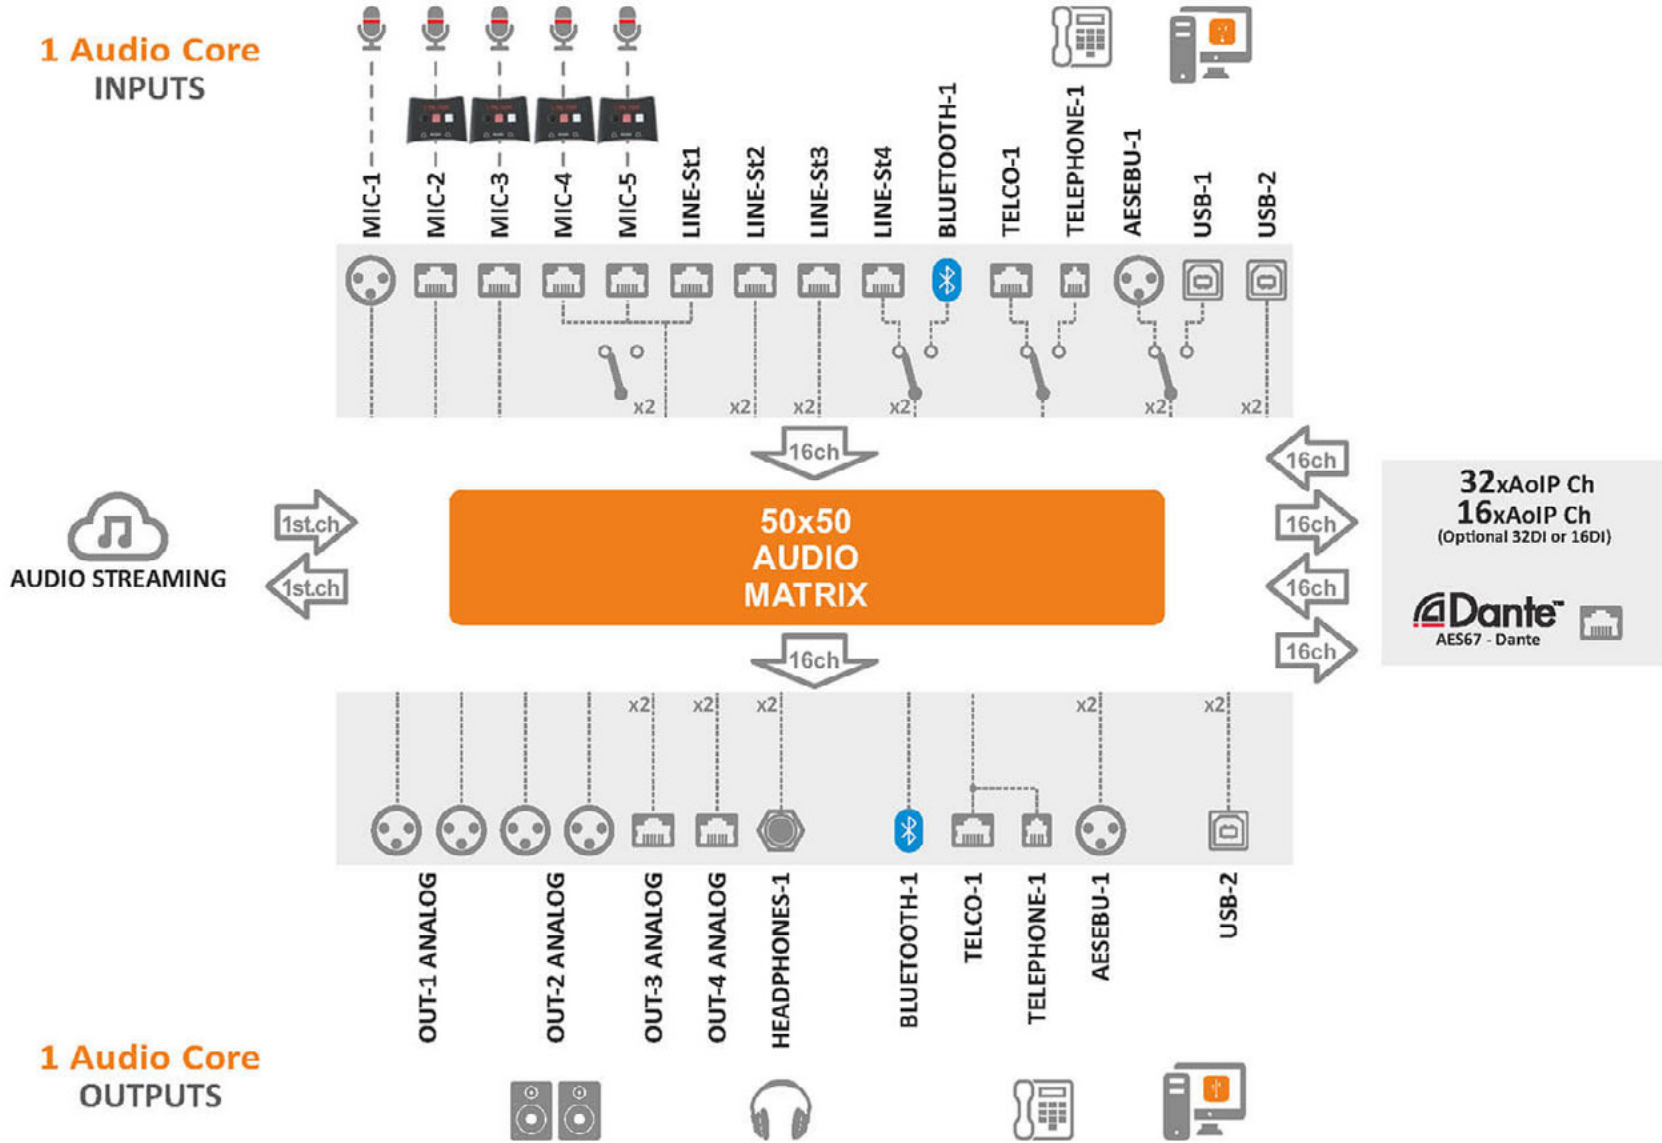 1 Audio Core
INPUTS
MIC-1
MIC-2
MIC-3
MIC-4
MIC-5
LINE-St1
LINE-St2
LINE-St3
LINE-St4
BLUETOOTH-1
TELCO-1
TELEPHONE-1
AESEBU-1
USB-1
USB-2
x2
x2
x2
x2
x2
x2
16ch
16ch
1st.ch
50x50
AUDIO
MATRIX
16ch
32xAoIP Ch
16xAoIP Ch
(Optional 32DI or 16DI)
AUDIO STREAMING
1st.ch
16ch
Dante™
AES67 - Dante
16ch
16ch
x2
x2
x2
x2
x2
OUT-1 ANALOG
OUT-2 ANALOG
OUT-3 ANALOG
OUT-4 ANALOG
HEADPHONES-1
BLUETOOTH-1
TELCO-1
TELEPHONE-1
AESEBU-1
USB-2
1 Audio Core
OUTPUTS